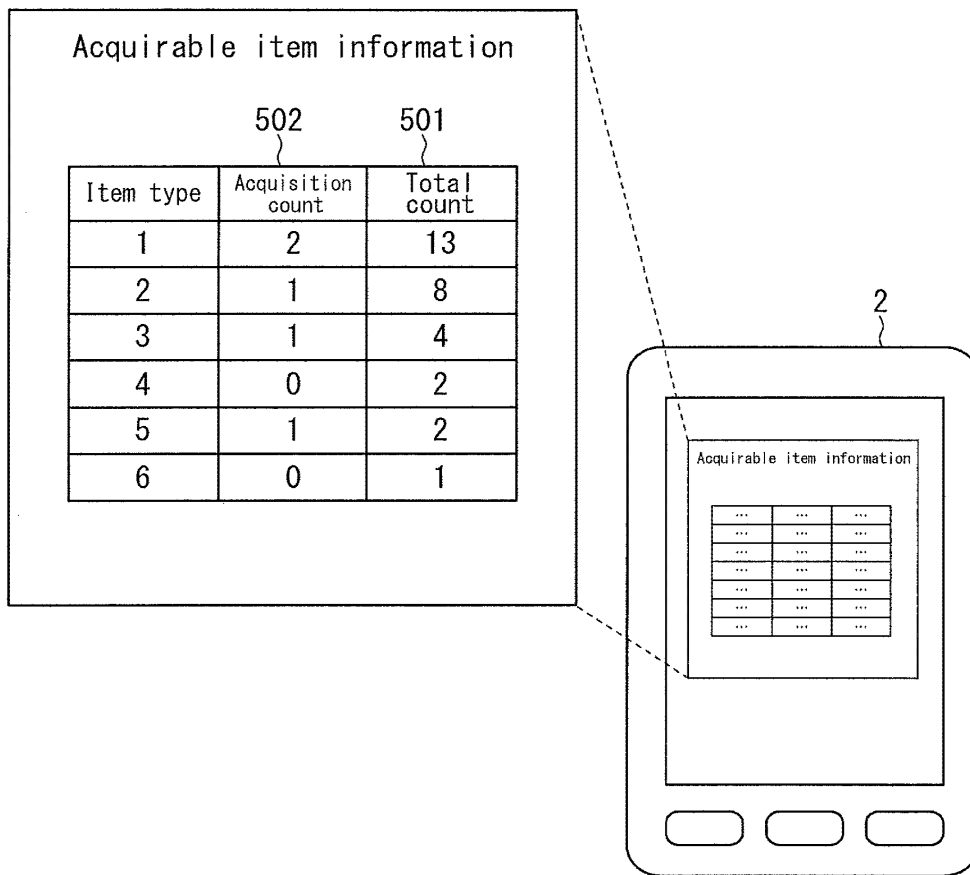 Acquirable item information
502 501
Item type Acquisition count Total count
1 2 13
2 1 8
3 1 4
4 0 2
5 1 2
6 0 1
2
Acquirable item information
... ... ...
... ... ...
... ... ...
... ... ...
... ... ...
... ... ...
... ... ...